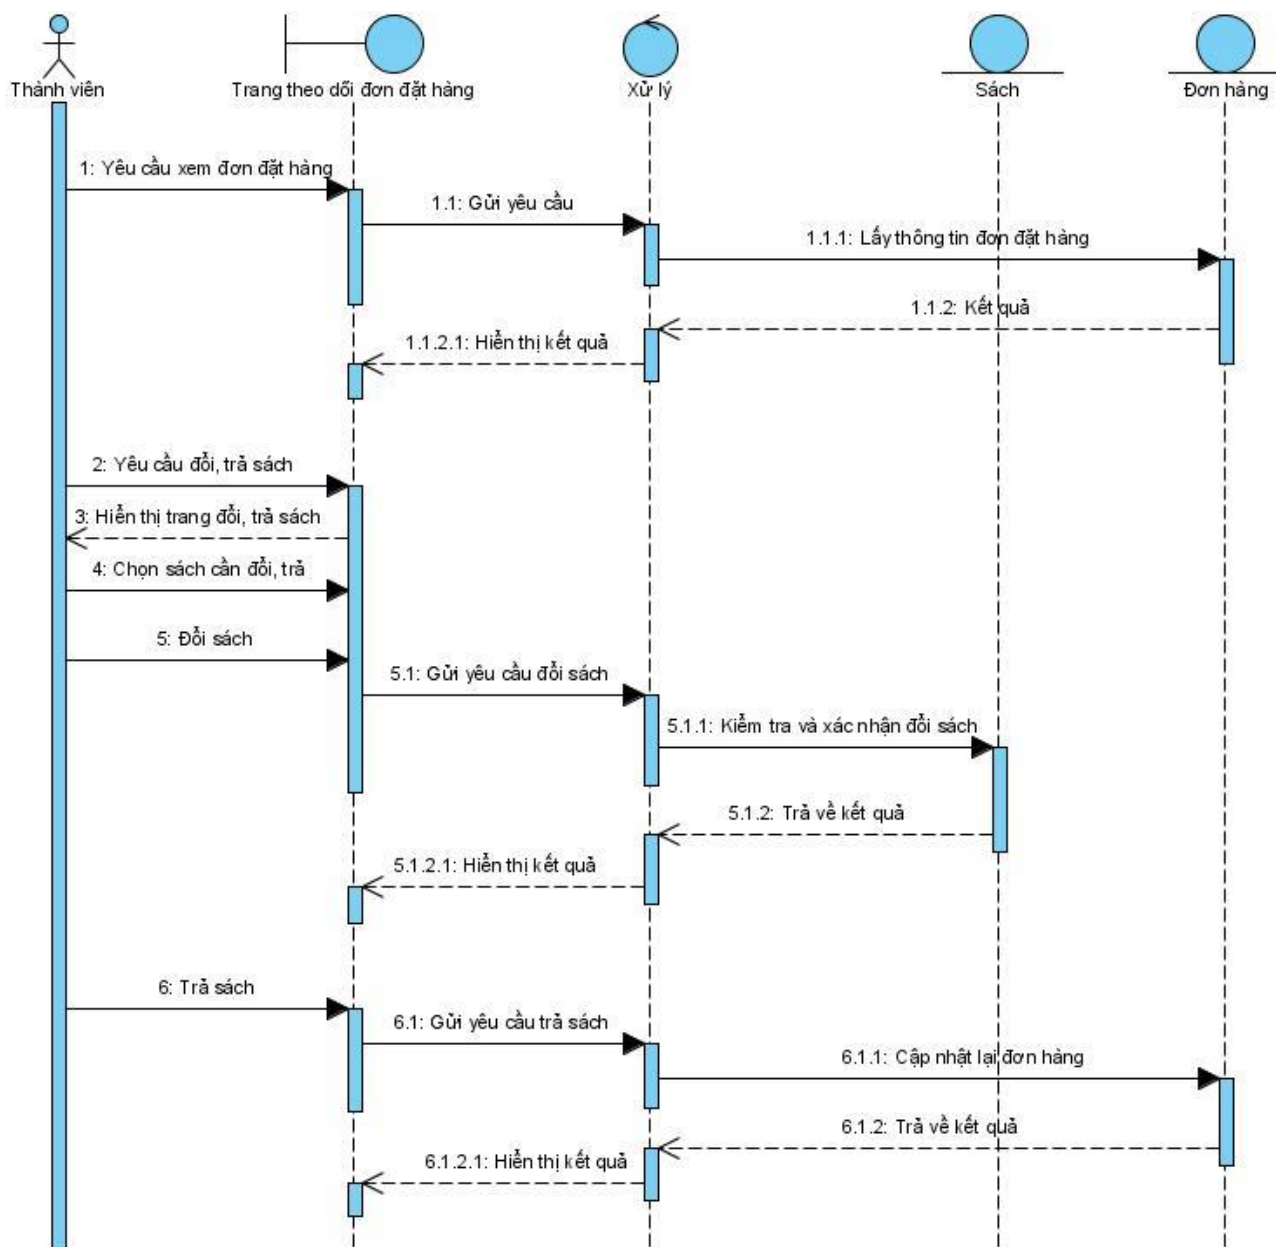 Thành viên
Trang theo dõi đơn đặt hàng
Xử lý
Sách
Đơn hàng
1: Yêu cầu xem đơn đặt hàng
1.1: Gửi yêu cầu
1.1.1: Lấy thông tin đơn đặt hàng
1.1.2: Kết quả
1.1.2.1: Hiển thị kết quả
2: Yêu cầu đổi, trả sách
3: Hiển thị trang đổi, trả sách
4: Chọn sách cần đổi, trả
5: Đổi sách
5.1: Gửi yêu cầu đổi sách
5.1.1: Kiểm tra và xác nhận đổi sách
5.1.2: Trả về kết quả
5.1.2.1: Hiển thị kết quả
6: Trả sách
6.1: Gửi yêu cầu trả sách
6.1.1: Cập nhật lại đơn hàng
6.1.2: Trả về kết quả
6.1.2.1: Hiển thị kết quả